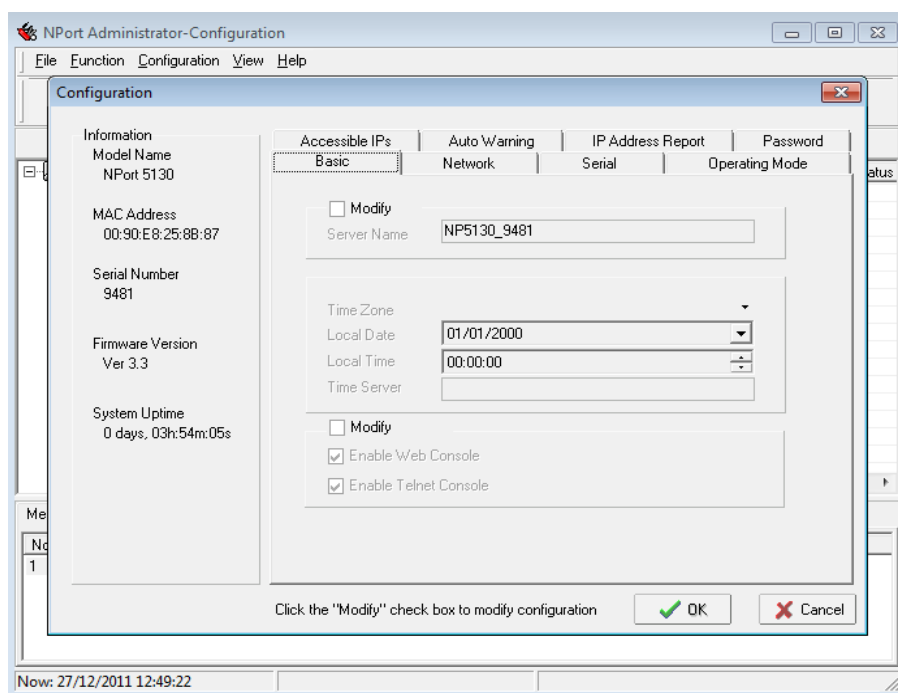 NPort Administrator-Configuration
File Function Configuration View Help
Configuration
Information
Model Name
NPort 5130
MAC Address
00:90:E8:25:8B:87
Serial Number
9481
Firmware Version
Ver 3.3
System Uptime
0 days, 03h:54m:05s
Accessible IPs Auto Warning IP Address Report Password
Basic Network Serial Operating Mode
Modify
Server Name NP5130_9481
Time Zone
Local Date 01/01/2000
Local Time 00:00:00
Time Server
Modify
Enable Web Console
Enable Telnet Console
Click the "Modify" check box to modify configuration OK Cancel
atus
Me
No
1
Now: 27/12/2011 12:49:22